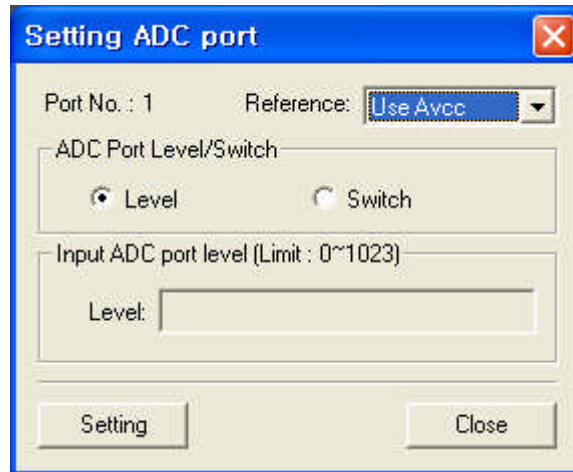 Setting ADC port
Port No. : 1 Reference: Use Avcc
ADC Port Level/Switch
Level Switch
Input ADC port level (Limit : 0~1023)
Level:
Setting Close